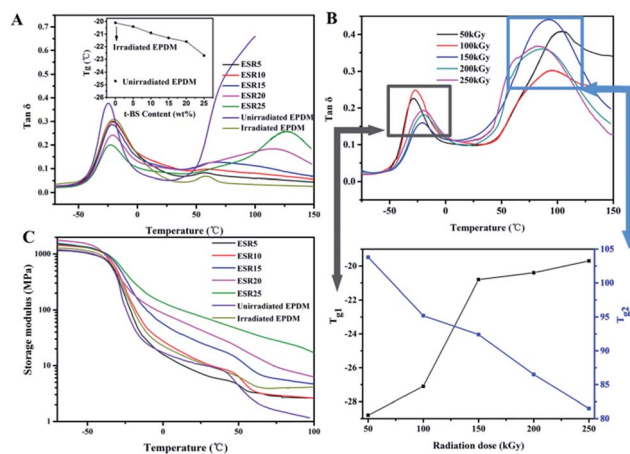 A
Tan δ
0.8
0.7
0.6
0.5
0.4
0.3
0.2
0.1
0.0
-50
0
50
100
150
Temperature (℃)
Tg (℃)
-20
-21
-22
-23
-24
-25
Irradiated EPDM
Unirradiated EPDM
0 5 10 15 20 25
t-BS Content (wt%)
ESR5
ESR10
ESR15
ESR20
ESR25
Unirradiated EPDM
Irradiated EPDM
B
Tan δ
0.4
0.3
0.2
0.1
0.0
-50 0 50 100 150
Temperature (℃)
50kGy
100kGy
150kGy
200kGy
250kGy
C
Storage modulus (MPa)
1000
100
10
1
-50 0 50 100
Temperature (℃)
ESR5
ESR10
ESR15
ESR20
ESR25
Unirradiated EPDM
Irradiated EPDM
Tg1
-20
-22
-24
-26
-28
50 100 150 200 250
Radiation dose (kGy)
105
100
95
90
85
80
Tg2